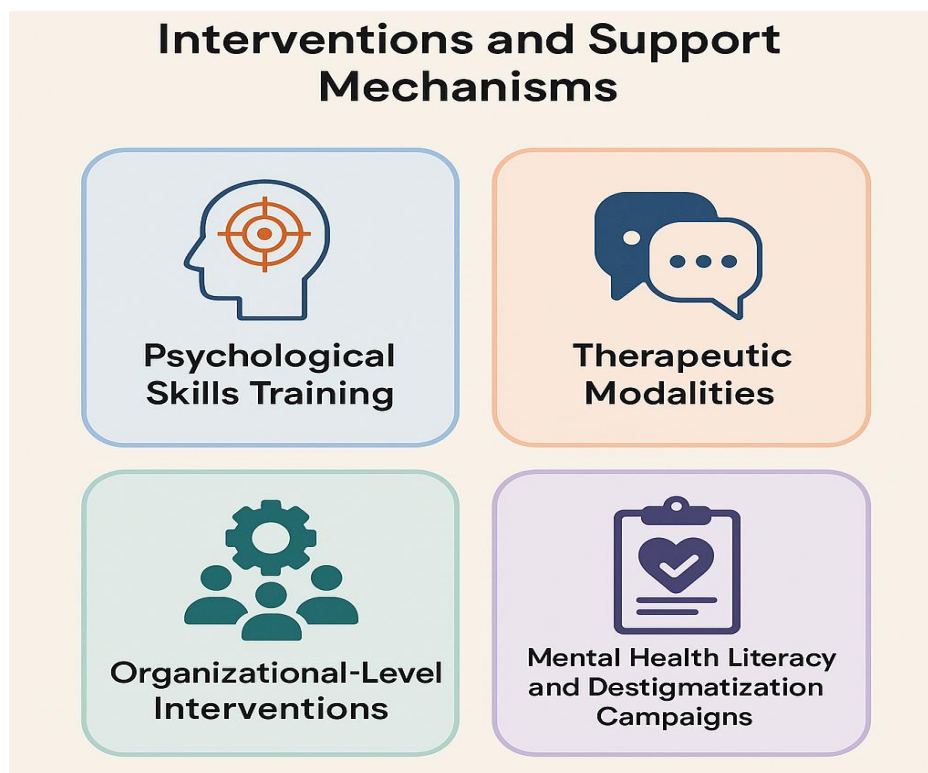 Interventions and Support
Mechanisms
Psychological
Skills Training
Therapeutic
Modalities
Organizational-Level
Interventions
Mental Health Literacy
and Destigmatization
Campaigns